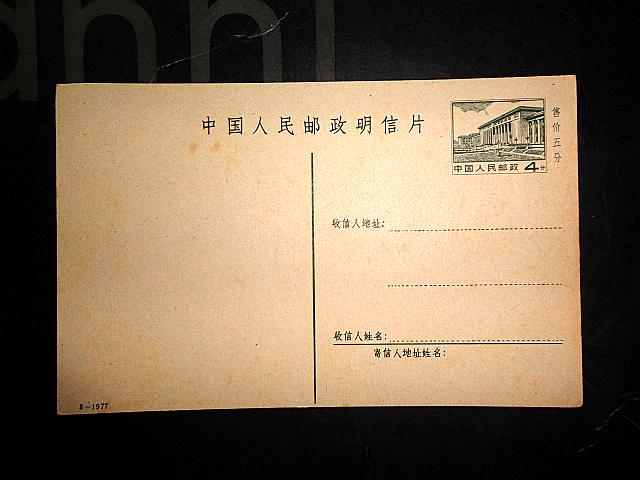 中国人民邮政明信片
中国人民邮政 4分
售价五分
收信人地址:
收信人姓名:
寄信人地址姓名:
8-1977